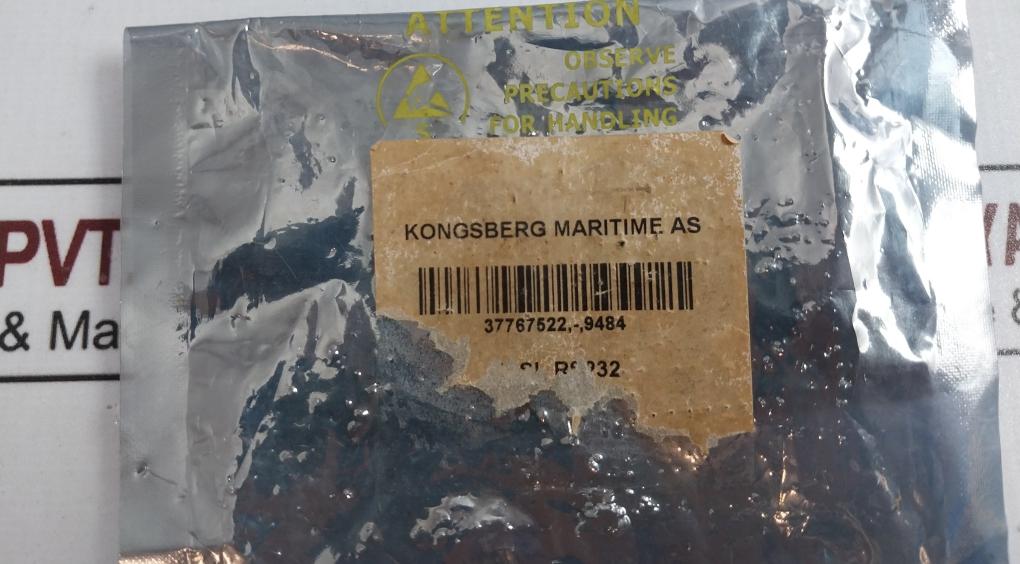 ATTENTION
OBSERVE
PRECAUTIONS
FOR HANDLING
KONGSBERG MARITIME AS
37767522,-,9484
PVT
& Ma
&